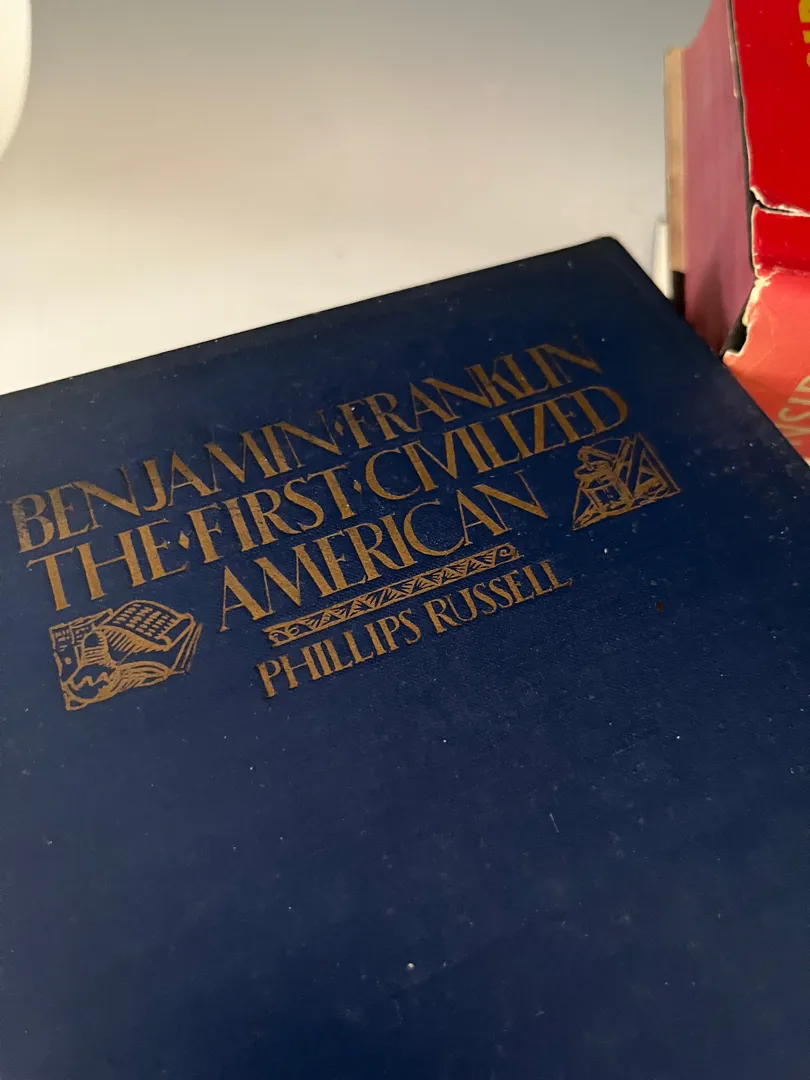 BENJAMIN·FRANKLIN
THE·FIRST·CIVILIZED
AMERICAN
PHILLIPS RUSSELL